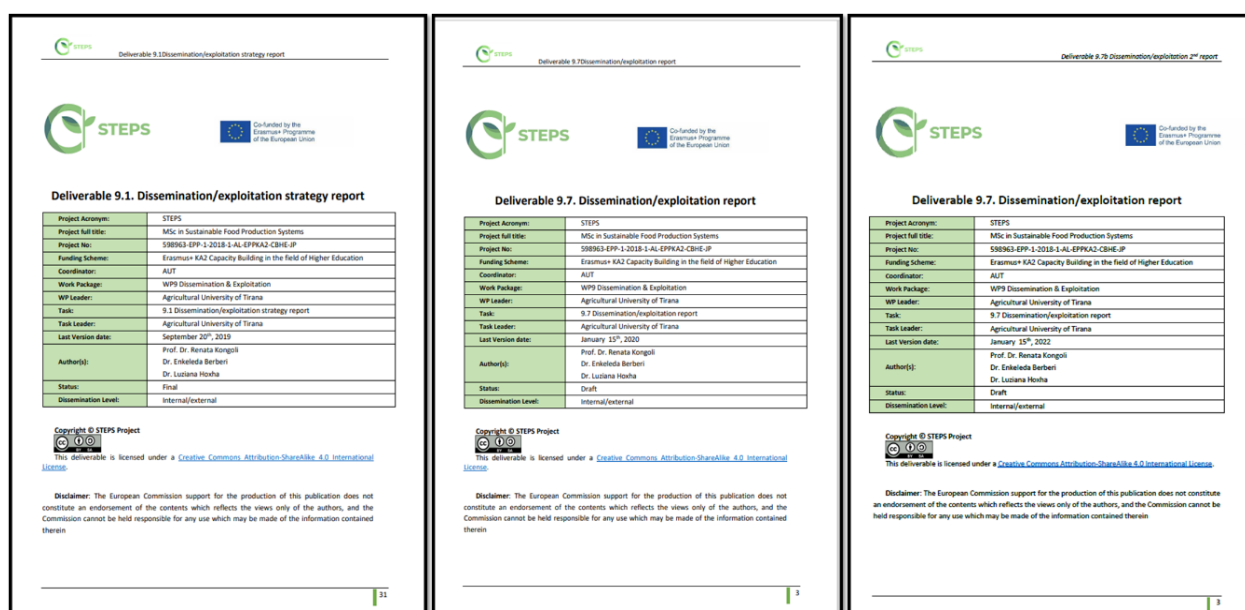 STEPS
Deliverable 9.1Dissemination/exploitation strategy report
STEPS
Co-funded by the
Erasmus+ Programme
of the European Union
Deliverable 9.1. Dissemination/exploitation strategy report
Project Acronym: STEPS
Project full title: MSc in Sustainable Food Production Systems
Project No: 598963-EPP-1-2018-1-AL-EPPKA2-CBHE-JP
Funding Scheme: Erasmus+ KA2 Capacity Building in the field of Higher Education
Coordinator: AUT
Work Package: WP9 Dissemination & Exploitation
WP Leader: Agricultural University of Tirana
Task: 9.1 Dissemination/exploitation strategy report
Task Leader: Agricultural University of Tirana
Last Version date: September 20th, 2019
Author(s): Prof. Dr. Renata Kongoli
Dr. Enkeleda Berberi
Dr. Luziana Hoxha
Status: Final
Dissemination Level: Internal/external
Copyright © STEPS Project
CC BY SA
This deliverable is licensed under a Creative Commons Attribution-ShareAlike 4.0 International
License.
Disclaimer: The European Commission support for the production of this publication does not
constitute an endorsement of the contents which reflects the views only of the authors, and the
Commission cannot be held responsible for any use which may be made of the information contained
therein
31
STEPS
Deliverable 9.7Dissemination/exploitation report
STEPS
Co-funded by the
Erasmus+ Programme
of the European Union
Deliverable 9.7. Dissemination/exploitation report
Project Acronym: STEPS
Project full title: MSc in Sustainable Food Production Systems
Project No: 598963-EPP-1-2018-1-AL-EPPKA2-CBHE-JP
Funding Scheme: Erasmus+ KA2 Capacity Building in the field of Higher Education
Coordinator: AUT
Work Package: WP9 Dissemination & Exploitation
WP Leader: Agricultural University of Tirana
Task: 9.7 Dissemination/exploitation report
Task Leader: Agricultural University of Tirana
Last Version date: January 15th, 2020
Author(s): Prof. Dr. Renata Kongoli
Dr. Enkeleda Berberi
Dr. Luziana Hoxha
Status: Draft
Dissemination Level: Internal/external
Copyright © STEPS Project
CC BY SA
This deliverable is licensed under a Creative Commons Attribution-ShareAlike 4.0 International
License.
Disclaimer: The European Commission support for the production of this publication does not
constitute an endorsement of the contents which reflects the views only of the authors, and the
Commission cannot be held responsible for any use which may be made of the information contained
therein
3
STEPS
Deliverable 9.7b Dissemination/exploitation 2nd report
STEPS
Co-funded by the
Erasmus+ Programme
of the European Union
Deliverable 9.7. Dissemination/exploitation report
Project Acronym: STEPS
Project full title: MSc in Sustainable Food Production Systems
Project No: 598963-EPP-1-2018-1-AL-EPPKA2-CBHE-JP
Funding Scheme: Erasmus+ KA2 Capacity Building in the field of Higher Education
Coordinator: AUT
Work Package: WP9 Dissemination & Exploitation
WP Leader: Agricultural University of Tirana
Task: 9.7 Dissemination/exploitation report
Task Leader: Agricultural University of Tirana
Last Version date: January 15th, 2022
Author(s): Prof. Dr. Renata Kongoli
Dr. Enkeleda Berberi
Dr. Luziana Hoxha
Status: Draft
Dissemination Level: Internal/external
Copyright © STEPS Project
CC BY SA
This deliverable is licensed under a Creative Commons Attribution-ShareAlike 4.0 International License.
Disclaimer: The European Commission support for the production of this publication does not constitute
an endorsement of the contents which reflects the views only of the authors, and the Commission cannot be
held responsible for any use which may be made of the information contained therein
3